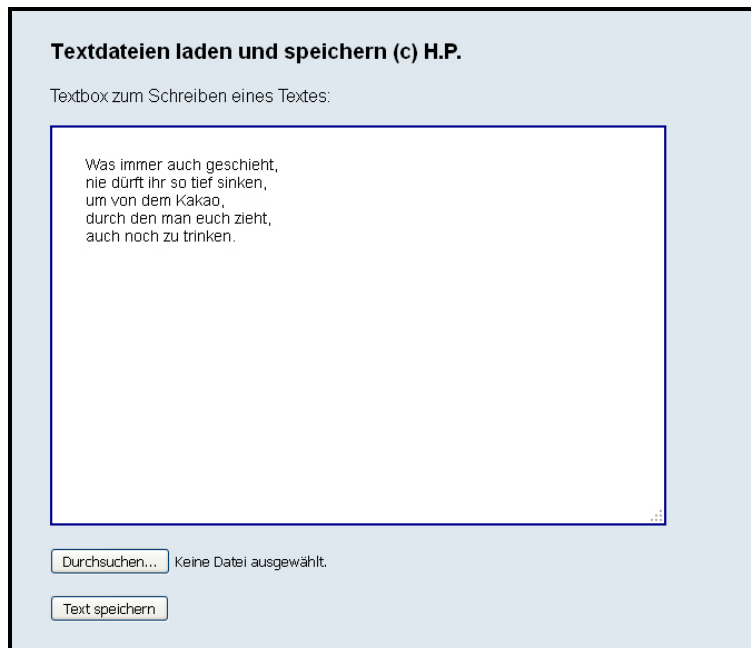 Textdateien laden und speichern (c) H.P.
Textbox zum Schreiben eines Textes:
Was immer auch geschieht,
nie dürft ihr so tief sinken,
um von dem Kakao,
durch den man euch zieht,
auch noch zu trinken.
Durchsuchen... Keine Datei ausgewählt.
Text speichern